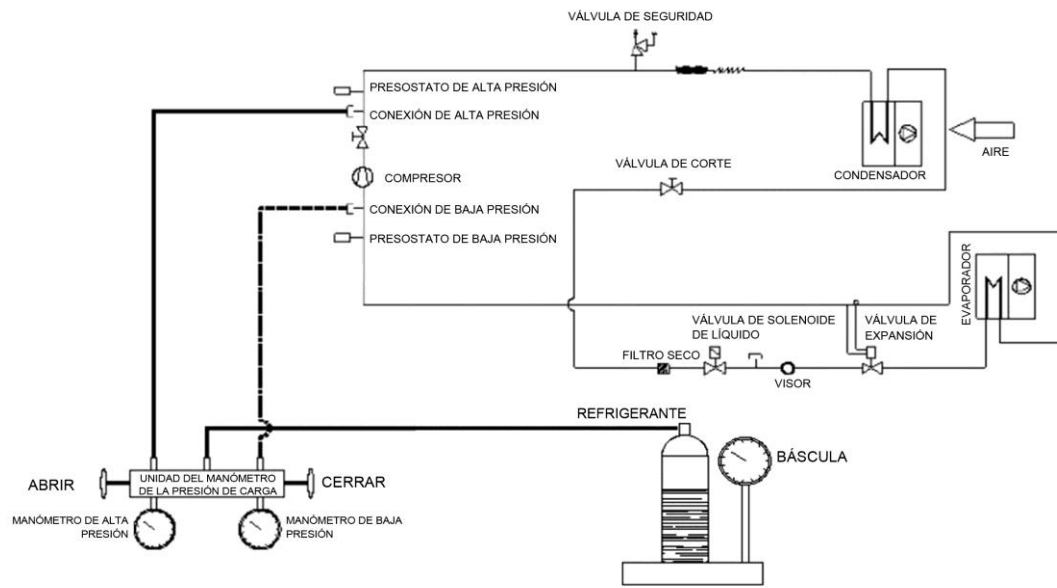 VÁLVULA DE SEGURIDAD
PRESOSTATO DE ALTA PRESIÓN
CONEXIÓN DE ALTA PRESIÓN
AIRE
CONDENSADOR
VÁLVULA DE CORTE
COMPRESOR
CONEXIÓN DE BAJA PRESIÓN
PRESOSTATO DE BAJA PRESIÓN
EVAPORADOR
VÁLVULA DE SOLENOIDE
DE LÍQUIDO
VÁLVULA DE
EXPANSIÓN
FILTRO SECO
VISOR
REFRIGERANTE
BÁSCULA
ABRIR
UNIDAD DEL MANÓMETRO
DE LA PRESIÓN DE CARGA
CERRAR
MANÓMETRO DE ALTA
PRESIÓN
MANÓMETRO DE BAJA
PRESIÓN